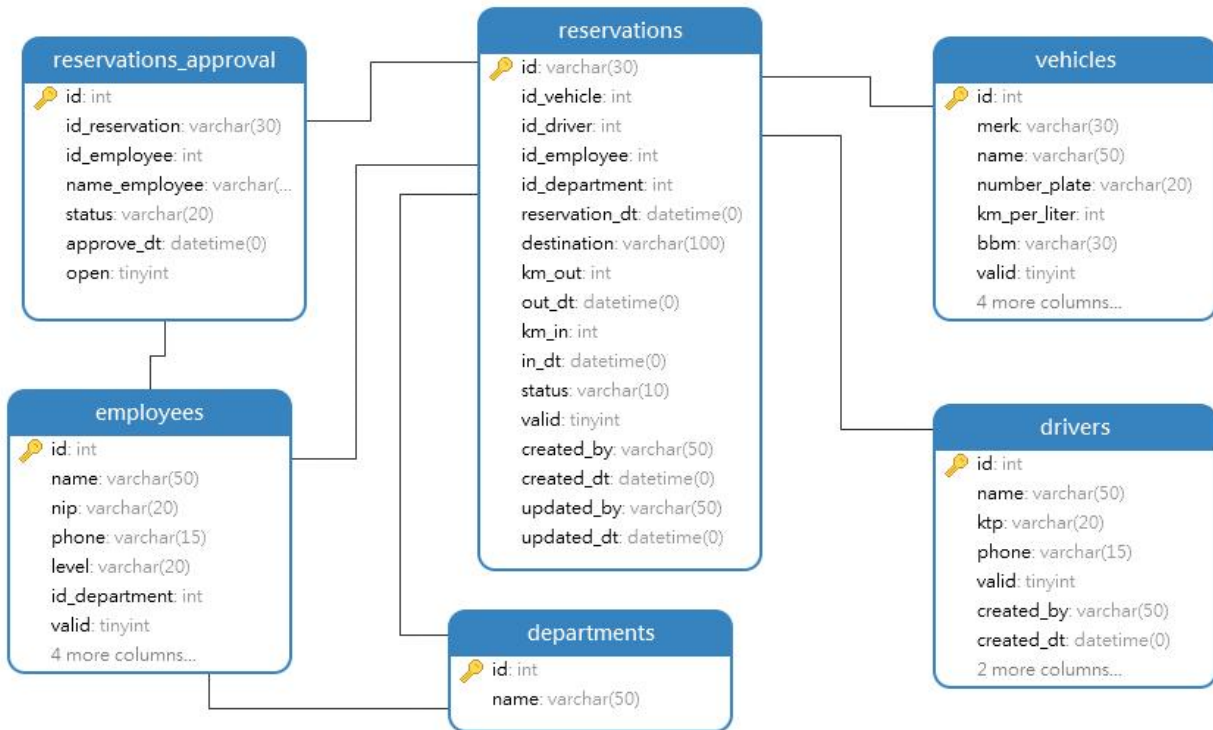 reservations_approval
id: int
id_reservation: varchar(30)
id_employee: int
name_employee: varchar(...
status: varchar(20)
approve_dt: datetime(0)
open: tinyint
reservations
id: varchar(30)
id_vehicle: int
id_driver: int
id_employee: int
id_department: int
reservation_dt: datetime(0)
destination: varchar(100)
km_out: int
out_dt: datetime(0)
km_in: int
in_dt: datetime(0)
status: varchar(10)
valid: tinyint
created_by: varchar(50)
created_dt: datetime(0)
updated_by: varchar(50)
updated_dt: datetime(0)
vehicles
id: int
merk: varchar(30)
name: varchar(50)
number_plate: varchar(20)
km_per_liter: int
bbm: varchar(30)
valid: tinyint
4 more columns...
employees
id: int
name: varchar(50)
nip: varchar(20)
phone: varchar(15)
level: varchar(20)
id_department: int
valid: tinyint
4 more columns...
departments
id: int
name: varchar(50)
drivers
id: int
name: varchar(50)
ktp: varchar(20)
phone: varchar(15)
valid: tinyint
created_by: varchar(50)
created_dt: datetime(0)
2 more columns...